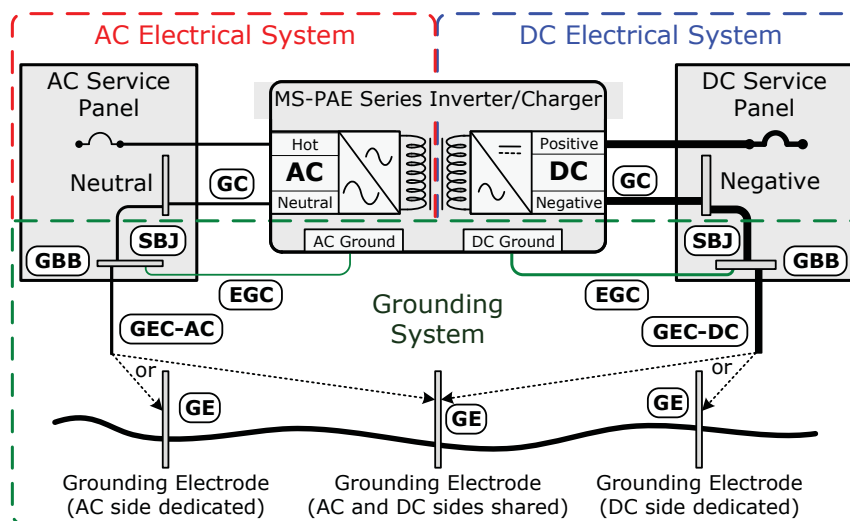 AC Electrical System
DC Electrical System
AC Service
Panel
MS-PAE Series Inverter/Charger
DC Service
Panel
Hot
AC
Neutral
Positive
DC
Negative
Neutral
GC
GC
Negative
SBJ
AC Ground
DC Ground
SBJ
GBB
GBB
EGC
EGC
Grounding
System
GEC-AC
GEC-DC
or
or
GE
GE
GE
Grounding Electrode
(AC side dedicated)
Grounding Electrode
(AC and DC sides shared)
Grounding Electrode
(DC side dedicated)